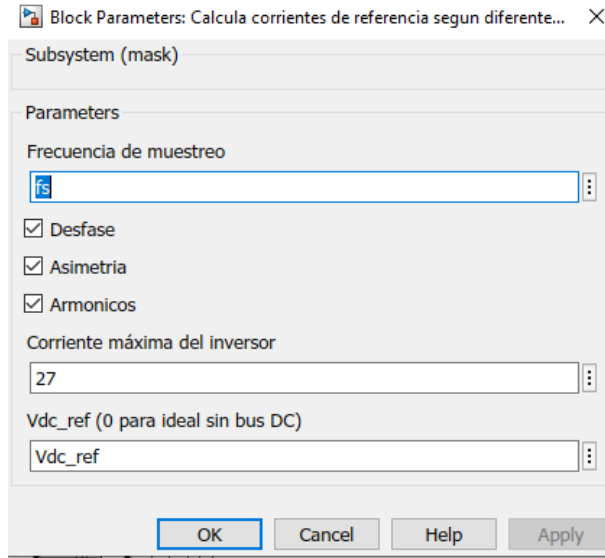 Block Parameters: Calcula corrientes de referencia segun diferente...
Subsystem (mask)
Parameters
Frecuencia de muestreo
fs
Desfase
Asimetria
Armonicos
Corriente máxima del inversor
27
Vdc_ref (0 para ideal sin bus DC)
Vdc_ref
OK Cancel Help Apply